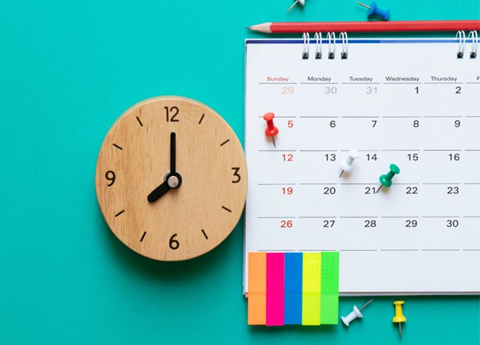 12
9 3
6
Sunday Monday Tuesday Wednesday Thursday F
29 30 31 1 2
5 6 7 8 9
12 13 14 15 16
19 20 21 22 23
26 27 28 29 30